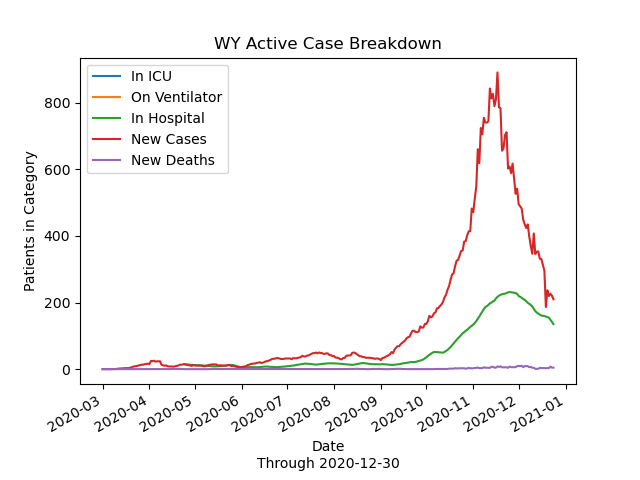 WY Active Case Breakdown
In ICU
On Ventilator
In Hospital
New Cases
New Deaths
Patients in Category
800
600
400
200
0
2020-03
2020-04
2020-05
2020-06
2020-07
2020-08
2020-09
2020-10
2020-11
2020-12
2021-01
Date
Through 2020-12-30